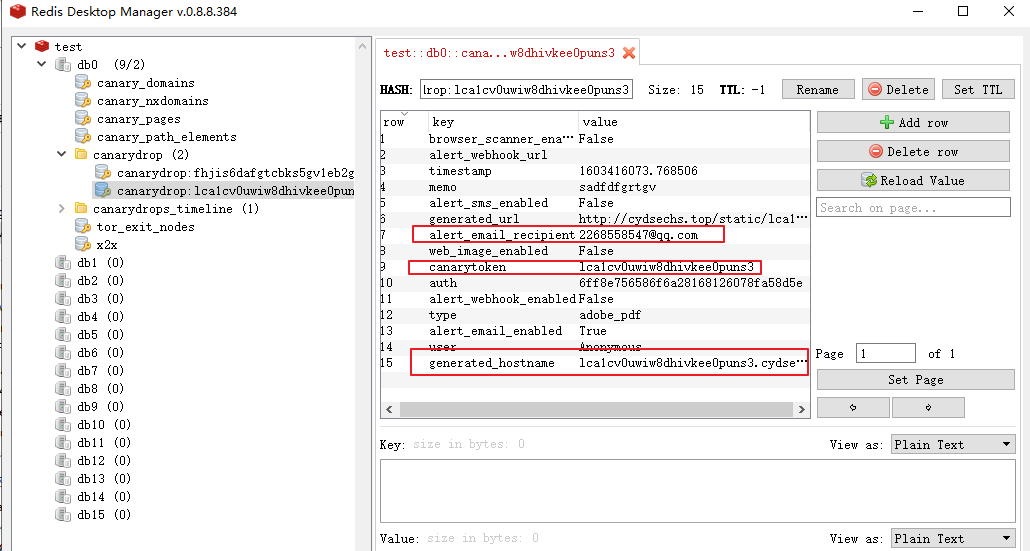 Redis Desktop Manager v.0.8.8.384
test
db0 (9/2)
canary_domains
canary_nxdomains
canary_pages
canary_path_elements
canarydrop (2)
canarydrop:fhjis6dafgtcbks5gv1eb2g
canarydrop:lca1cv0uwiw8dhivkee0pun
canarydrops_timeline (1)
tor_exit_nodes
x2x
db1 (0)
db2 (0)
db3 (0)
db4 (0)
db5 (0)
db6 (0)
db7 (0)
db8 (0)
db9 (0)
db10 (0)
db11 (0)
db12 (0)
db13 (0)
db14 (0)
db15 (0)
test::db0::cana...w8dhivkee0puns3
HASH: lrop:lca1cv0uwiw8dhivkee0puns3 Size: 15 TTL: -1 Rename Delete Set TTL
row key value
1 browser_scanner_ena... False
2 alert_webhook_url
3 timestamp 1603416073.768506
4 memo sadfdfgrtgv
5 alert_sms_enabled False
6 generated_url http://cydsechs.top/static/lca1...
7 alert_email_recipient 2268558547@qq.com
8 web_image_enabled False
9 canarytoken lca1cv0uwiw8dhivkee0puns3
10 auth 6ff8e756586f6a28168126078fa58d5e
11 alert_webhook_enabled False
12 type adobe_pdf
13 alert_email_enabled True
14 user Anonymous
15 generated_hostname lca1cv0uwiw8dhivkee0puns3.cydse...
Add row
Delete row
Reload Value
Search on page...
Page 1 of 1
Set Page
Key: size in bytes: 0 View as: Plain Text
Value: size in bytes: 0 View as: Plain Text